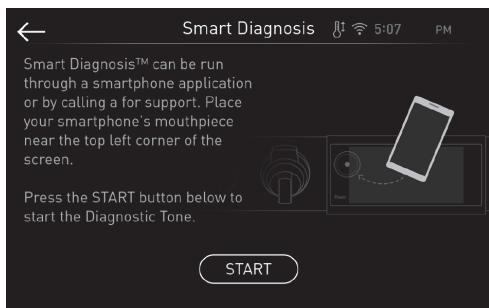 Smart Diagnosis 5:07 PM
Smart Diagnosis™ can be run
through a smartphone application
or by calling a for support. Place
your smartphone's mouthpiece
near the top left corner of the
screen.
Press the START button below to
start the Diagnostic Tone.
START